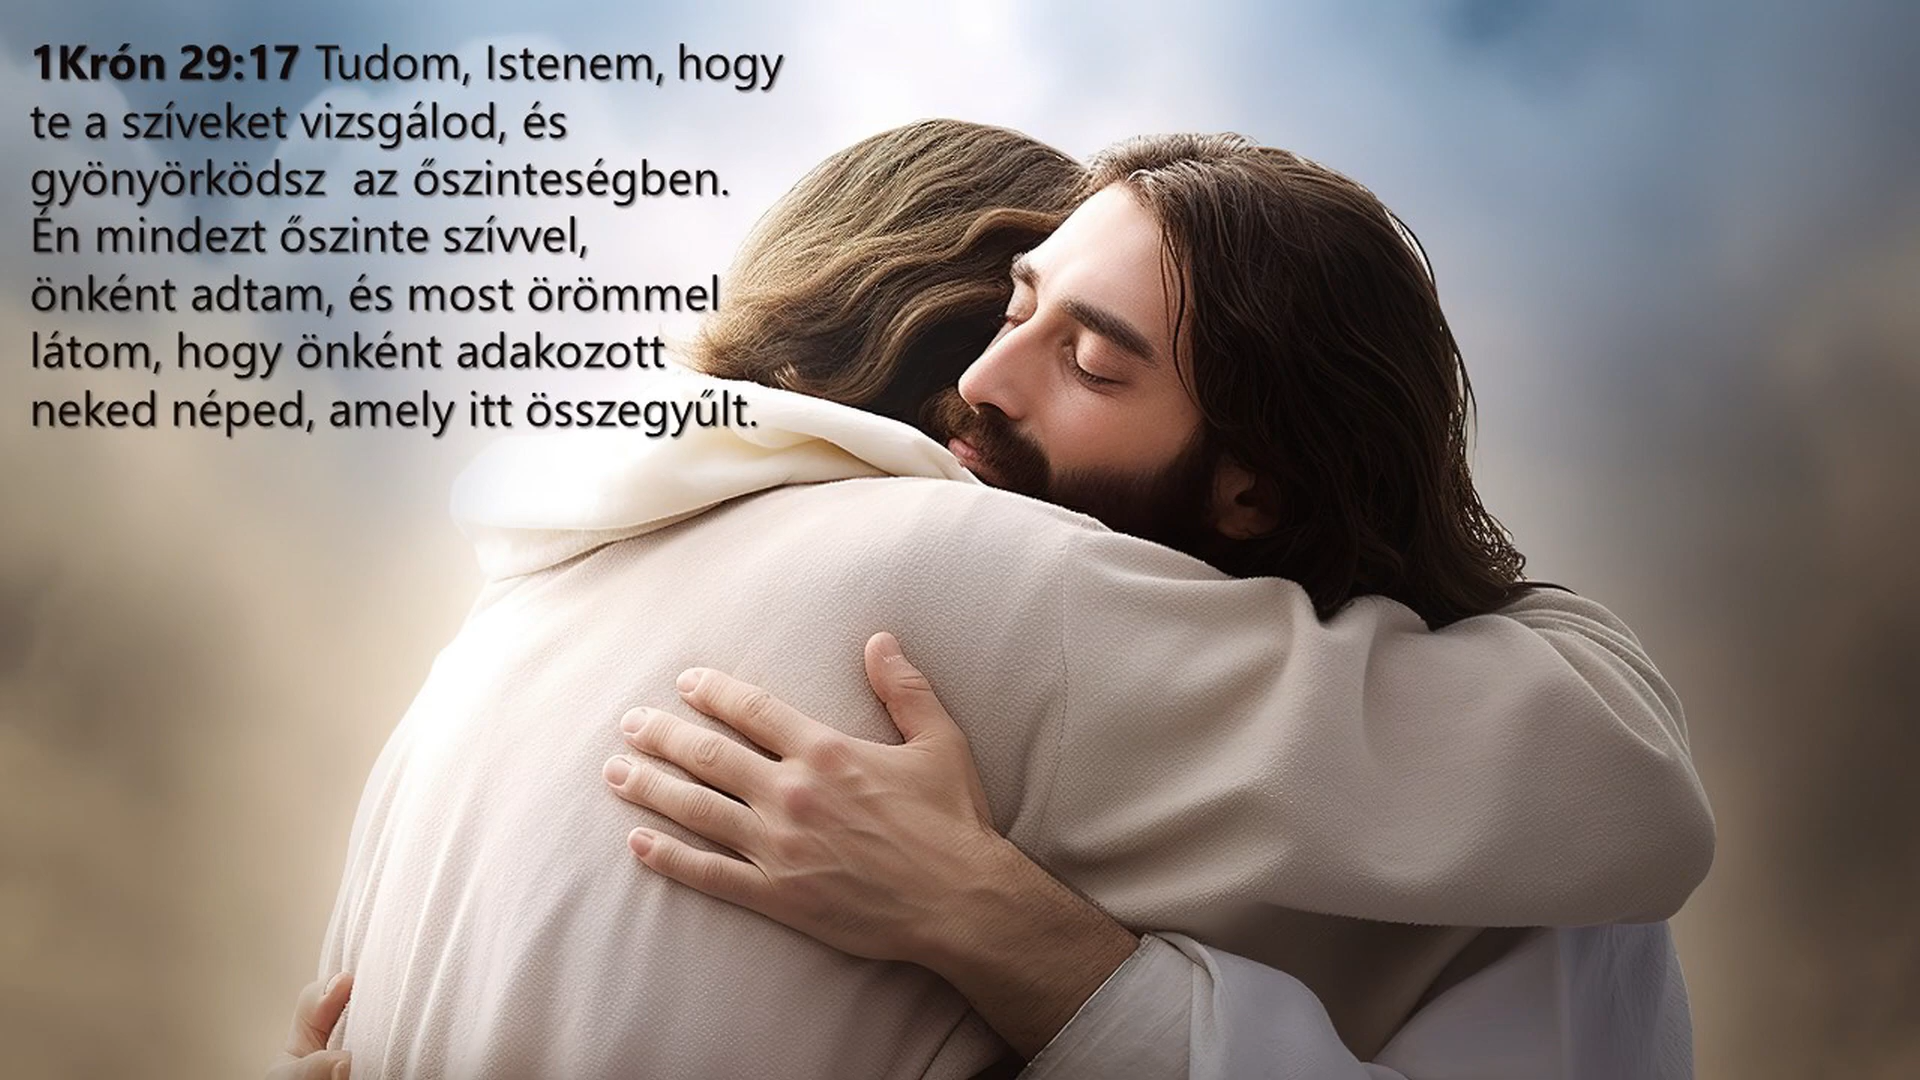 1Krón 29:17 Tudom, Istenem, hogy
te a szíveket vizsgálod, és
gyönyörködsz  az őszinteségben.
Én mindezt őszinte szívvel,
önként adtam, és most örömmel
látom, hogy önként adakozott
neked néped, amely itt összegyűlt.